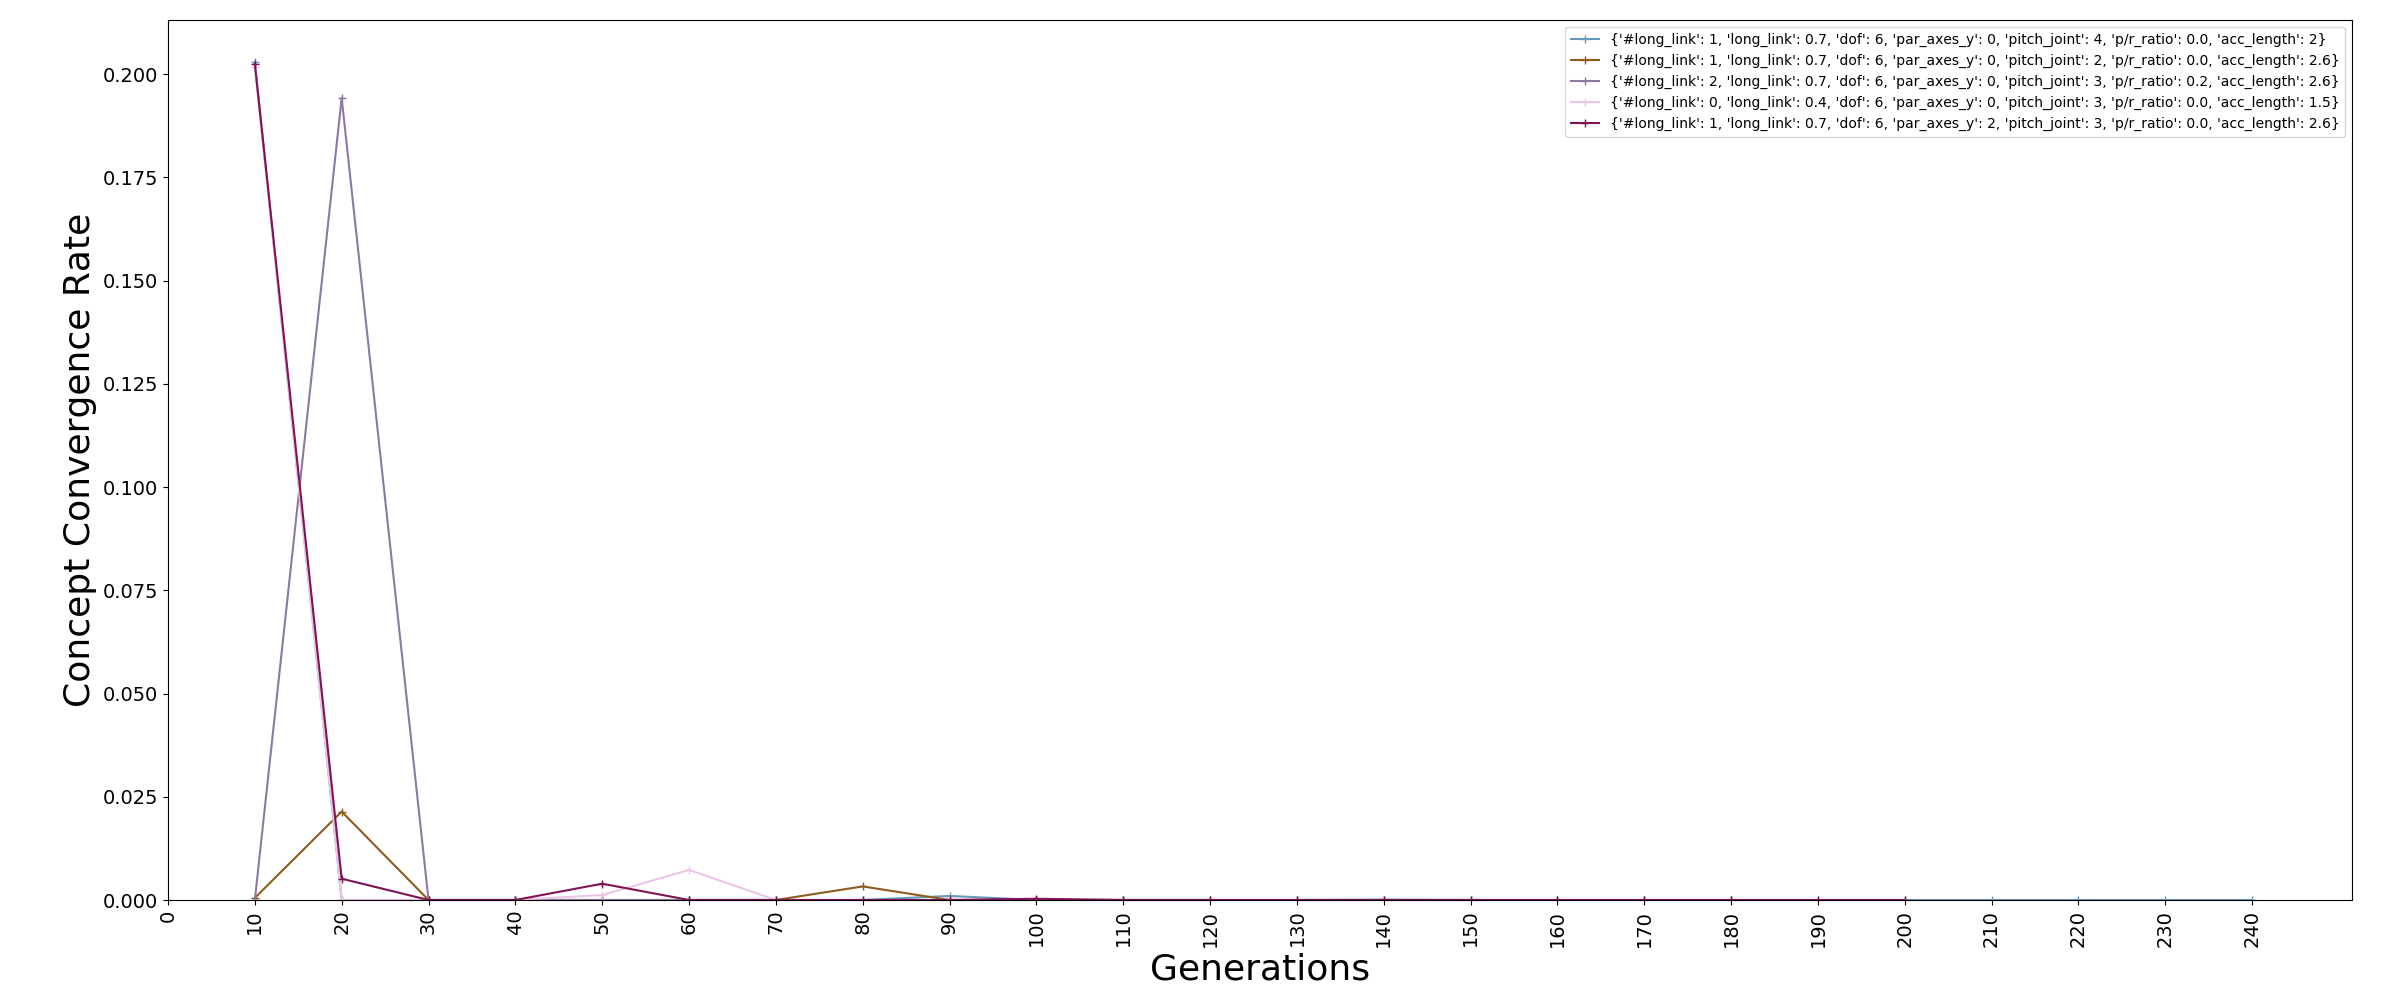 {'#long_link': 1, 'long_link': 0.7, 'dof': 6, 'par_axes_y': 0, 'pitch_joint': 4, 'p/r_ratio': 0.0, 'acc_length': 2}
{'#long_link': 1, 'long_link': 0.7, 'dof': 6, 'par_axes_y': 0, 'pitch_joint': 2, 'p/r_ratio': 0.0, 'acc_length': 2.6}
{'#long_link': 2, 'long_link': 0.7, 'dof': 6, 'par_axes_y': 0, 'pitch_joint': 3, 'p/r_ratio': 0.2, 'acc_length': 2.6}
{'#long_link': 0, 'long_link': 0.4, 'dof': 6, 'par_axes_y': 0, 'pitch_joint': 3, 'p/r_ratio': 0.0, 'acc_length': 1.5}
{'#long_link': 1, 'long_link': 0.7, 'dof': 6, 'par_axes_y': 2, 'pitch_joint': 3, 'p/r_ratio': 0.0, 'acc_length': 2.6}
Concept Convergence Rate
0.200
0.175
0.150
0.125
0.100
0.075
0.050
0.025
0.000
0 10 20 30 40 50 60 70 80 90 100 110 120 130 140 150 160 170 180 190 200 210 220 230 240
Generations